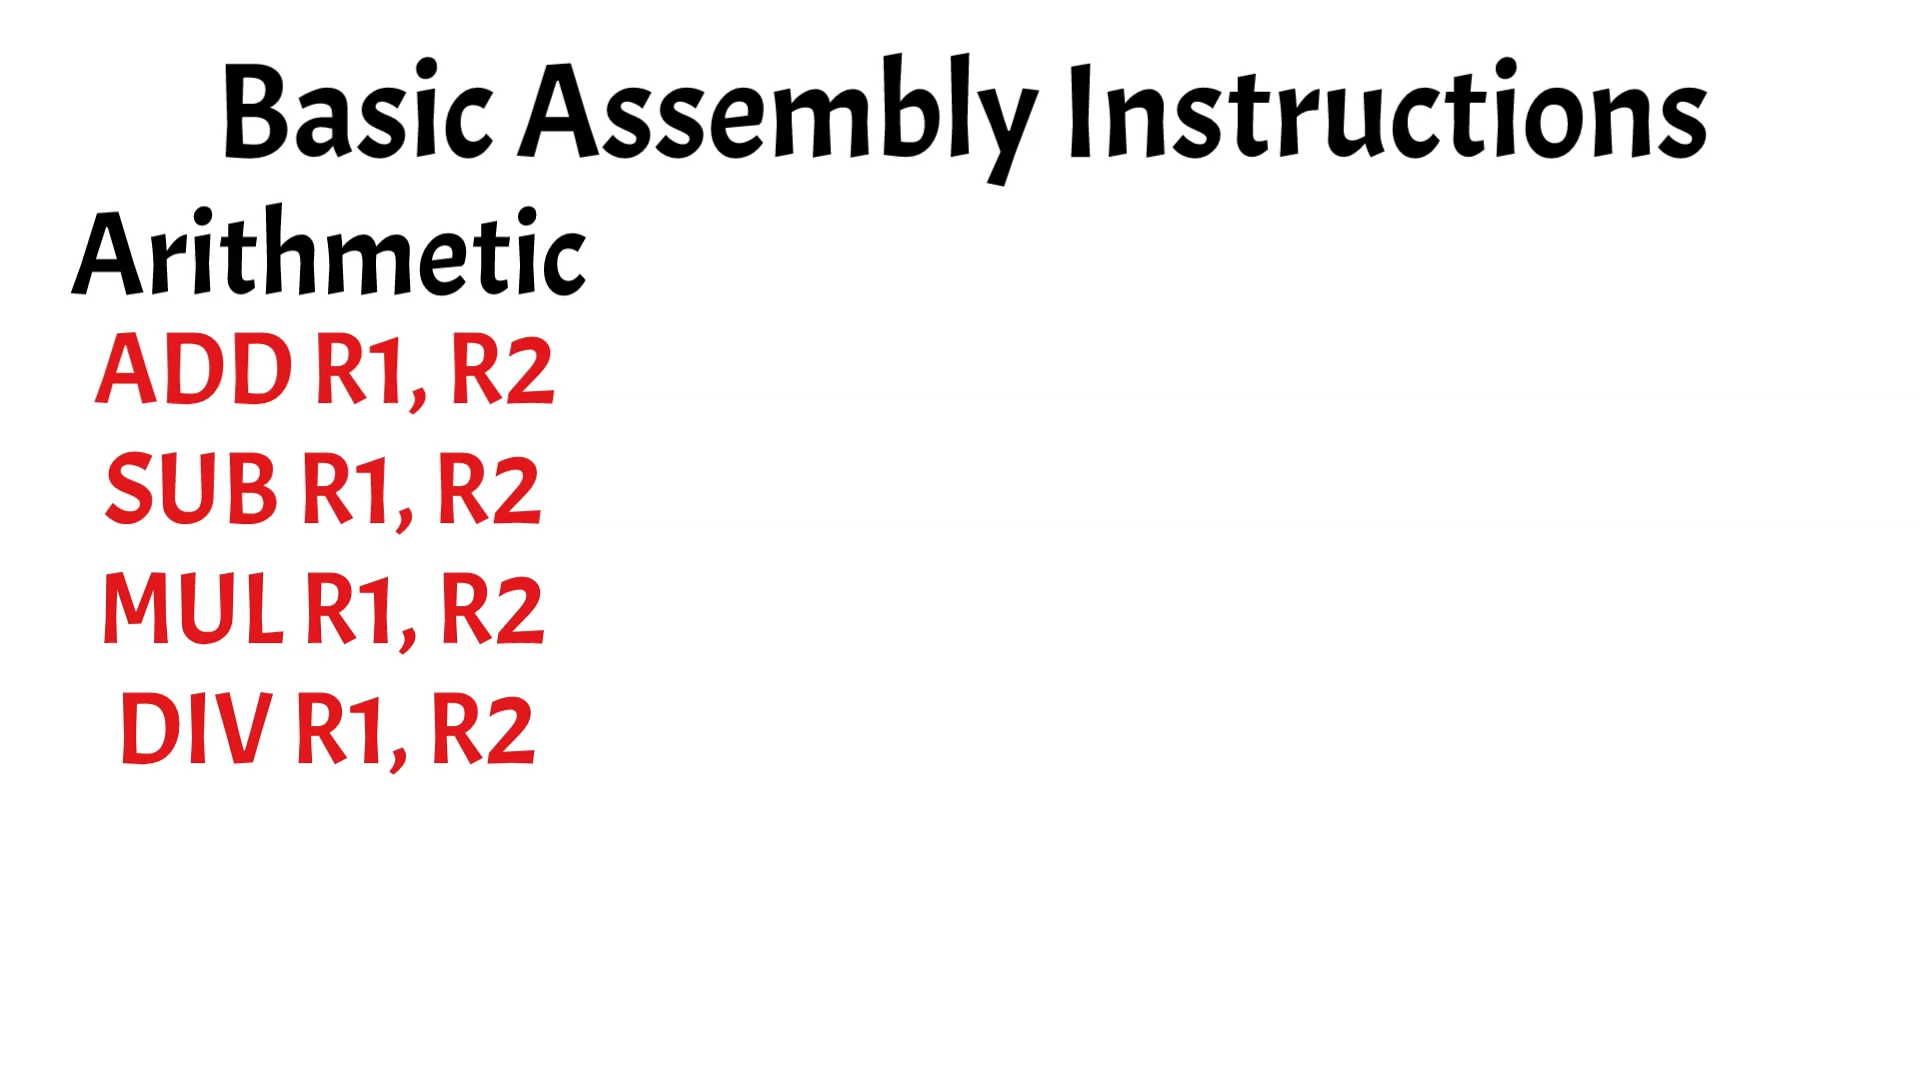 Basic Assembly Instructions
Arithmetic
ADD R1, R2
SUB R1, R2
MUL R1, R2
DIV R1, R2